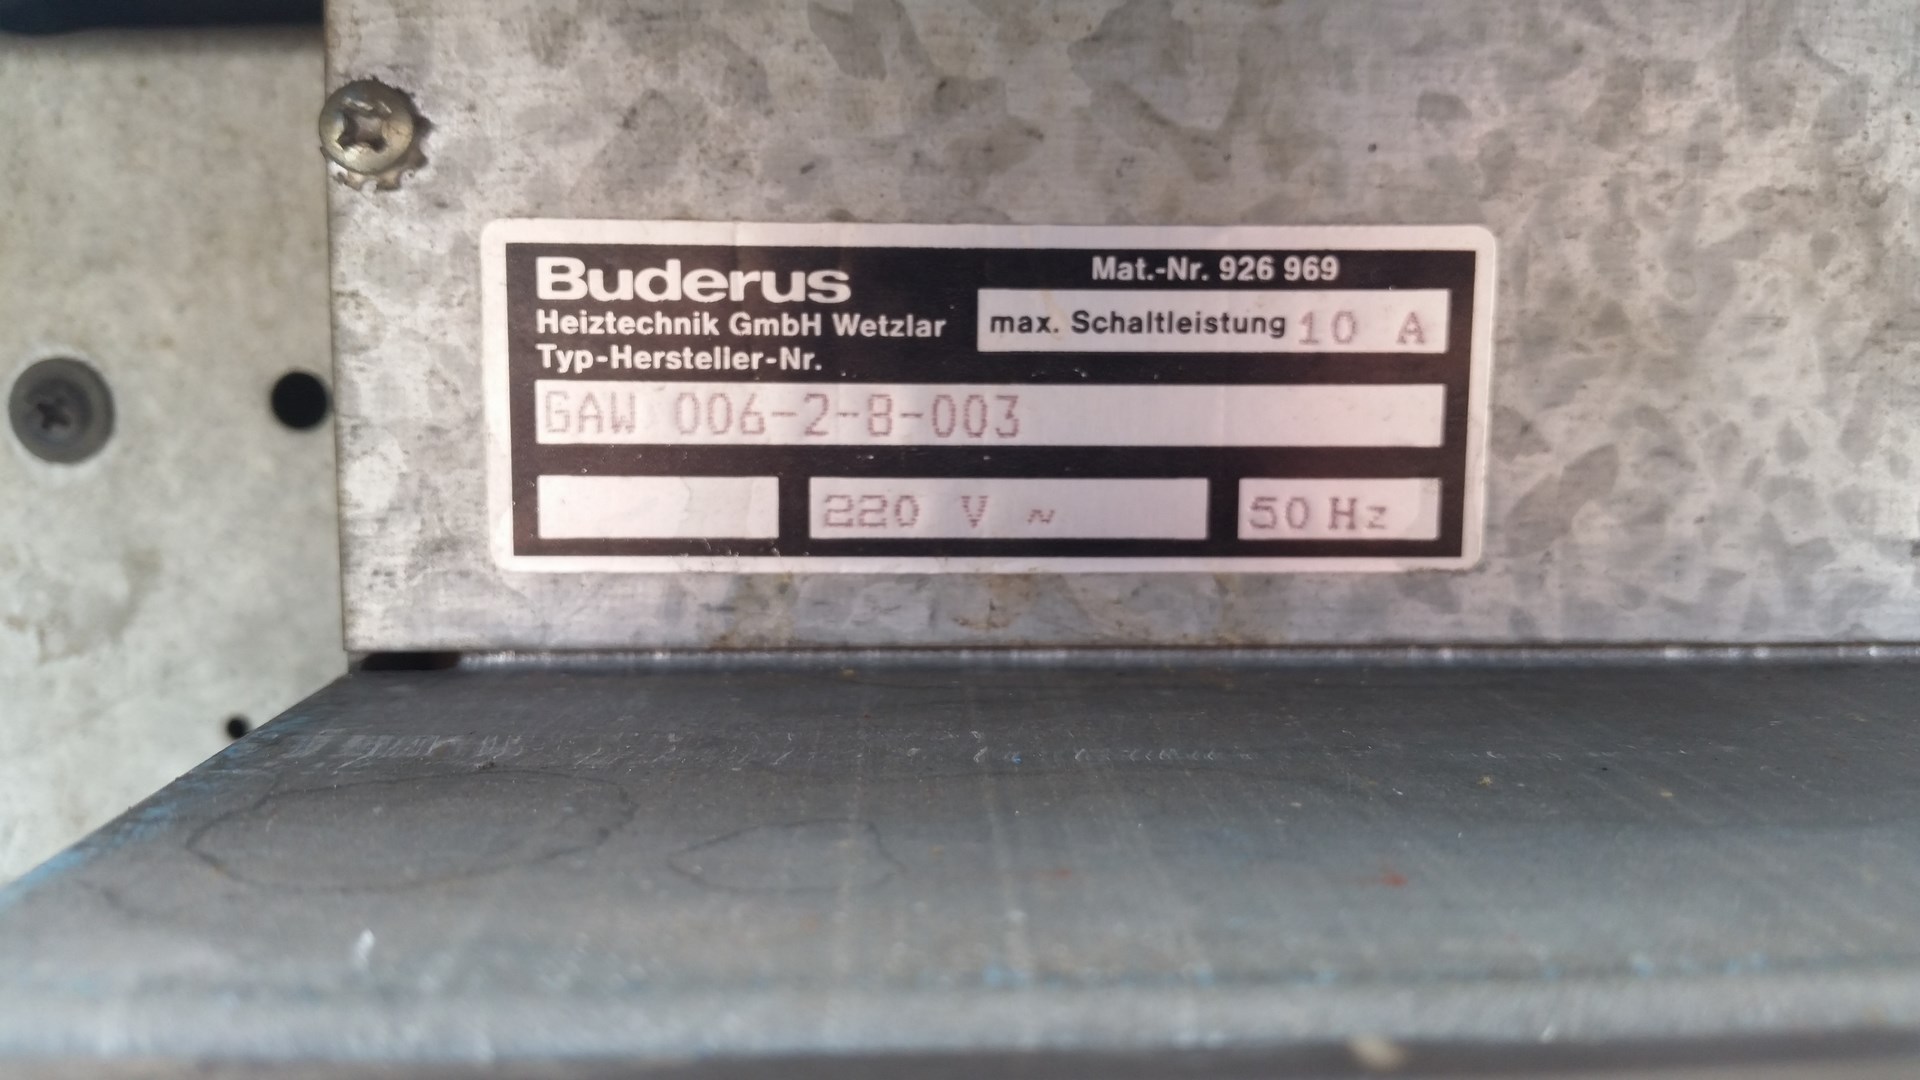 Buderus
Heiztechnik GmbH Wetzlar
Typ-Hersteller-Nr.
Mat.-Nr. 926 969
max. Schaltleistung 10 A
GAW 006-2-8-003
220 V ~
50 Hz